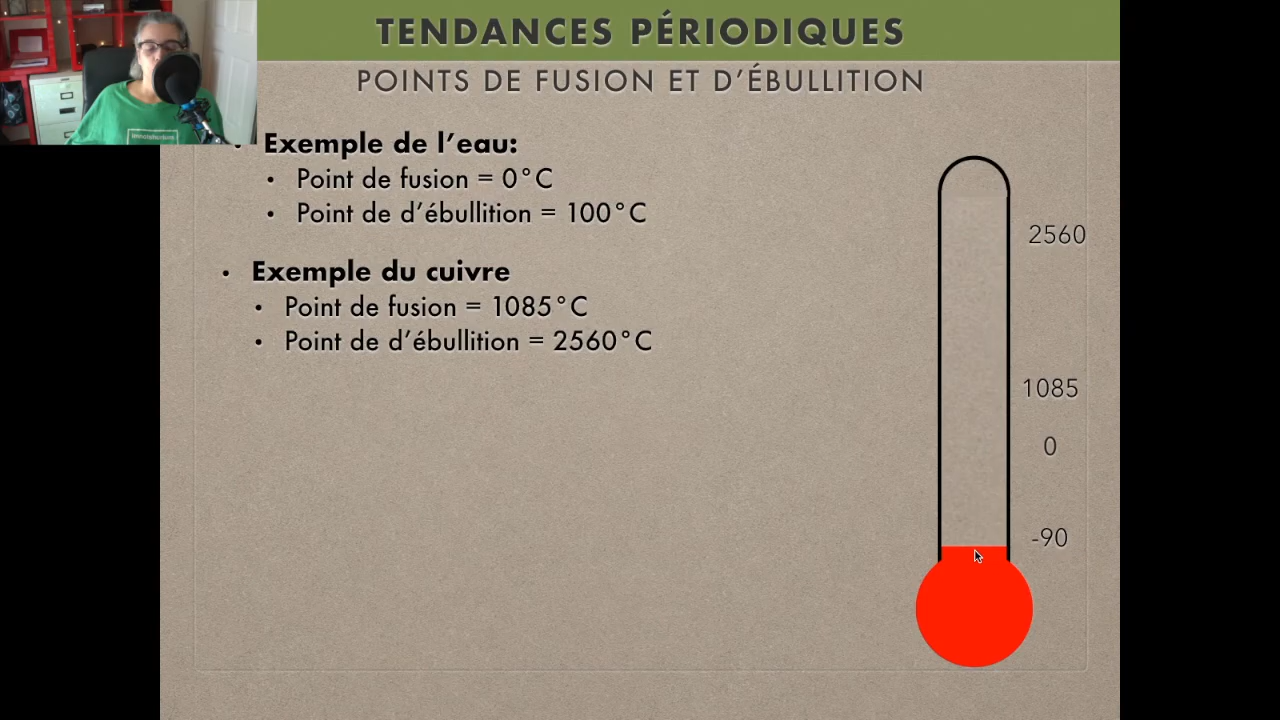 TENDANCES PÉRIODIQUES
POINTS DE FUSION ET D'ÉBULLITION
• Exemple de l'eau:
• Point de fusion = 0°C
• Point de d'ébullition = 100°C
• Exemple du cuivre
• Point de fusion = 1085°C
• Point de d'ébullition = 2560°C
2560
1085
0
-90